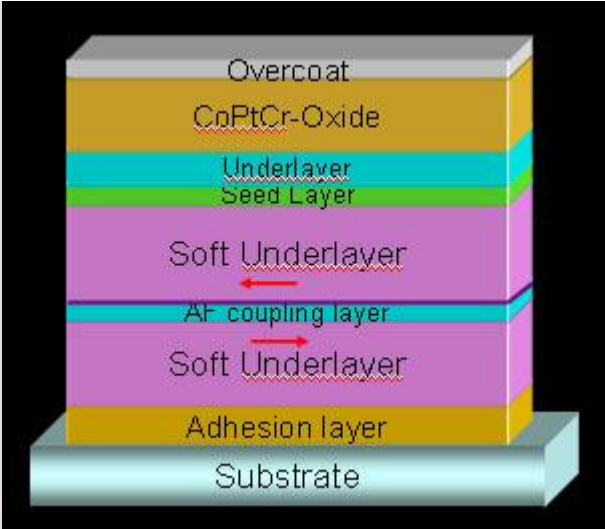 Overcoat
CoPtCr-Oxide
Underlayer
Seed Layer
Soft Underlayer
AF coupling layer
Soft Underlayer
Adhesion layer
Substrate